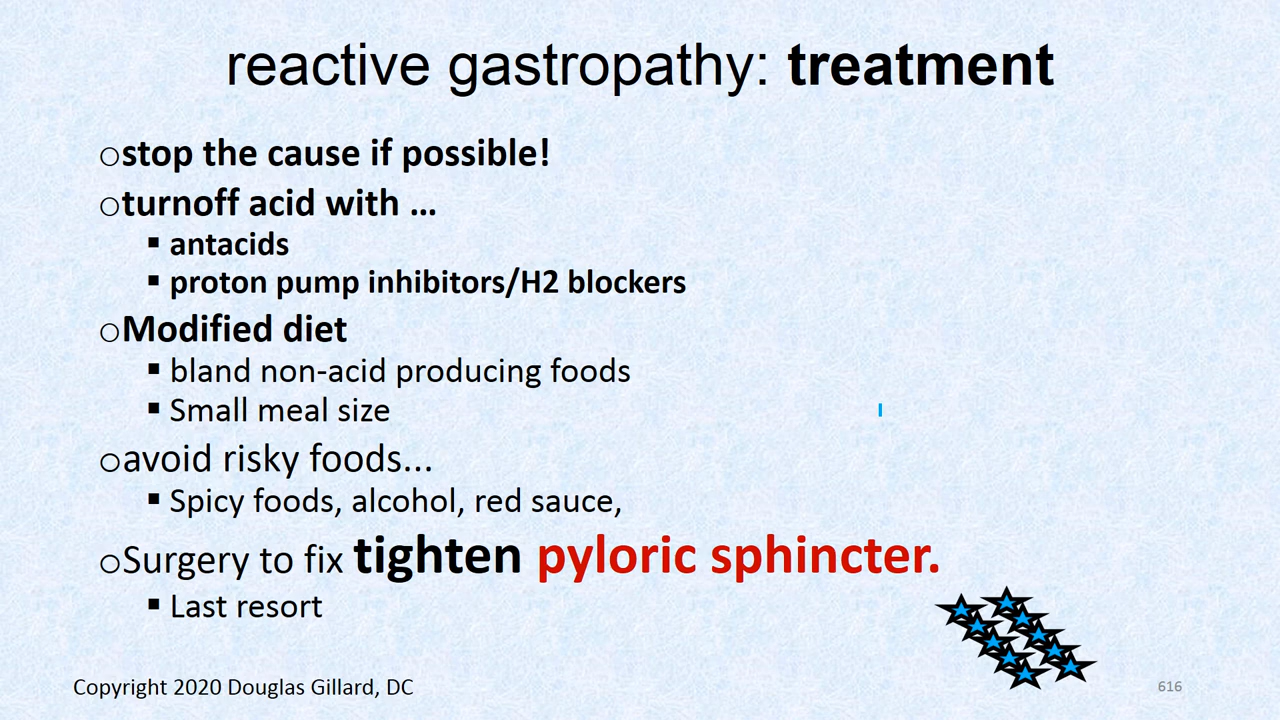 reactive gastropathy: treatment
stop the cause if possible!
turnoff acid with ...
antacids
proton pump inhibitors/H2 blockers
Modified diet
bland non-acid producing foods
Small meal size
avoid risky foods...
Spicy foods, alcohol, red sauce,
Surgery to fix tighten pyloric sphincter.
Last resort
Copyright 2020 Douglas Gillard, DC
616